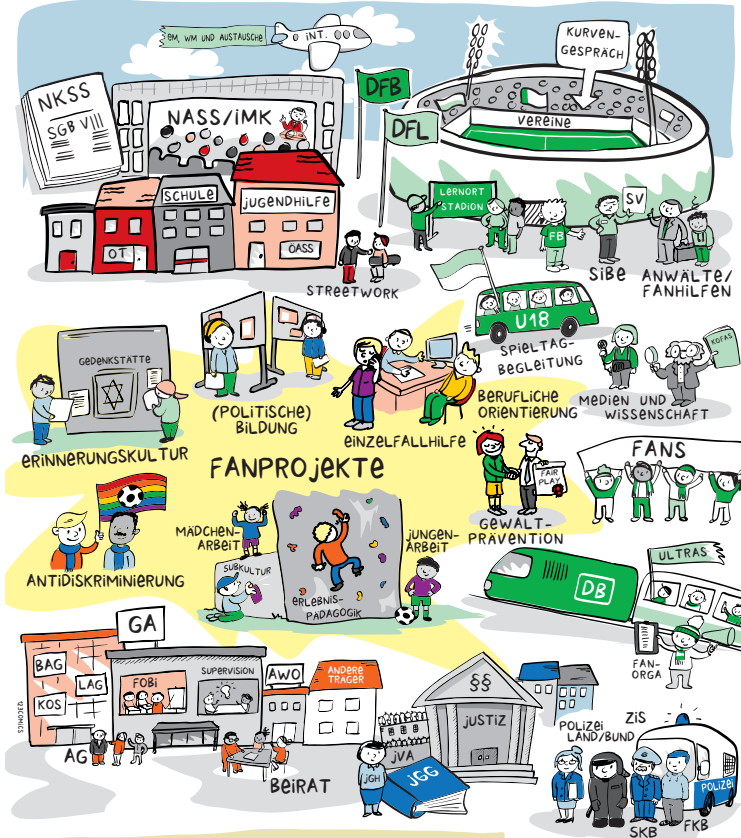 EM, WM UND AUSTAUSCHE
INT.
KURVEN-
GESPRÄCH
NKSS
SGB VIII
NASS/IMK
DFB
DFL
VEREINE
SCHULE
JUGENDHILFE
OT
ÖASS
STREETWORK
LERNORT
STADION
FB
SV
SiBe
ANWÄLTE/
FANHILFEN
U18
SPIELTAG-
BEGLEITUNG
KOFAS
MEDIEN UND
WISSENSCHAFT
GEDENKSTÄTTE
ERINNERUNGSKULTUR
(POLITISCHE)
BILDUNG
EINZELFALLHILFE
BERUFLICHE
ORIENTIERUNG
FANPROJEKTE
FAIR
PLAY
GEWALT-
PRÄVENTION
FANS
ANTIDISKRIMINIERUNG
MÄDCHEN-
ARBEIT
SUBKULTUR
ERLEBNIS-
PÄDAGOGIK
JUNGEN-
ARBEIT
DB
ULTRAS
FAN-
ORGA
GA
BAG
LAG
KOS
FOBI
SUPERVISION
AWO
ANDERE
TRÄGER
AG
BEIRAT
§§
JUSTIZ
JVA
JGH
JGG
POLIZEI
LAND/BUND
ZIS
POLIZEI
SKB
FKB
123COMICS